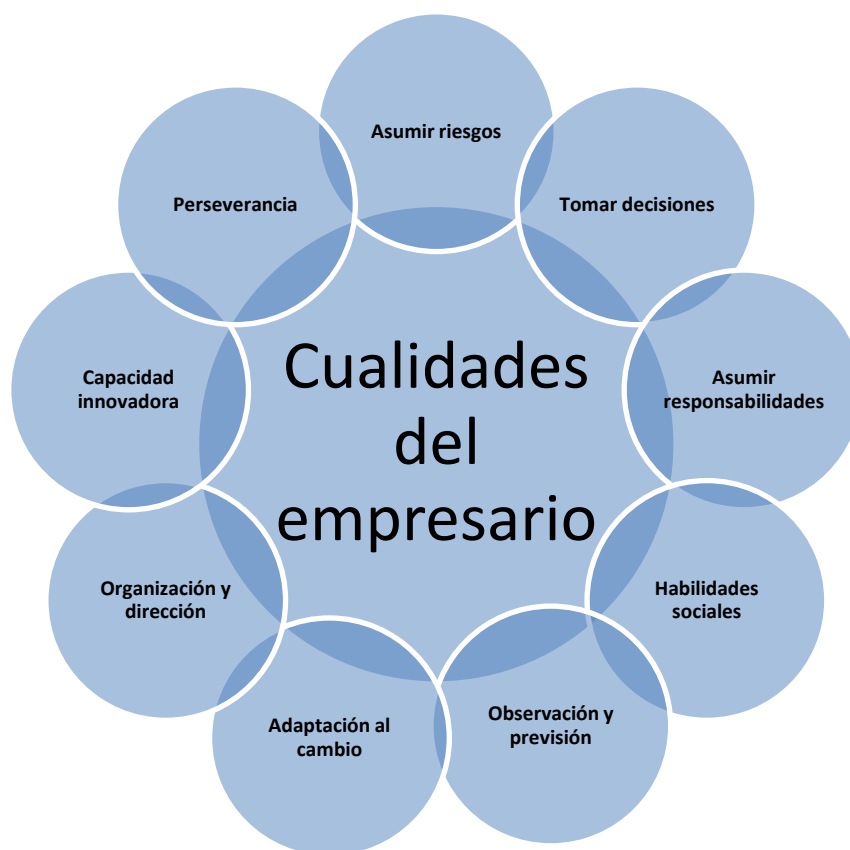 Asumir riesgos
Tomar decisiones
Asumir
responsabilidades
Habilidades
sociales
Observación y
previsión
Adaptación al
cambio
Organización y
dirección
Capacidad
innovadora
Perseverancia
Cualidades
del
empresario